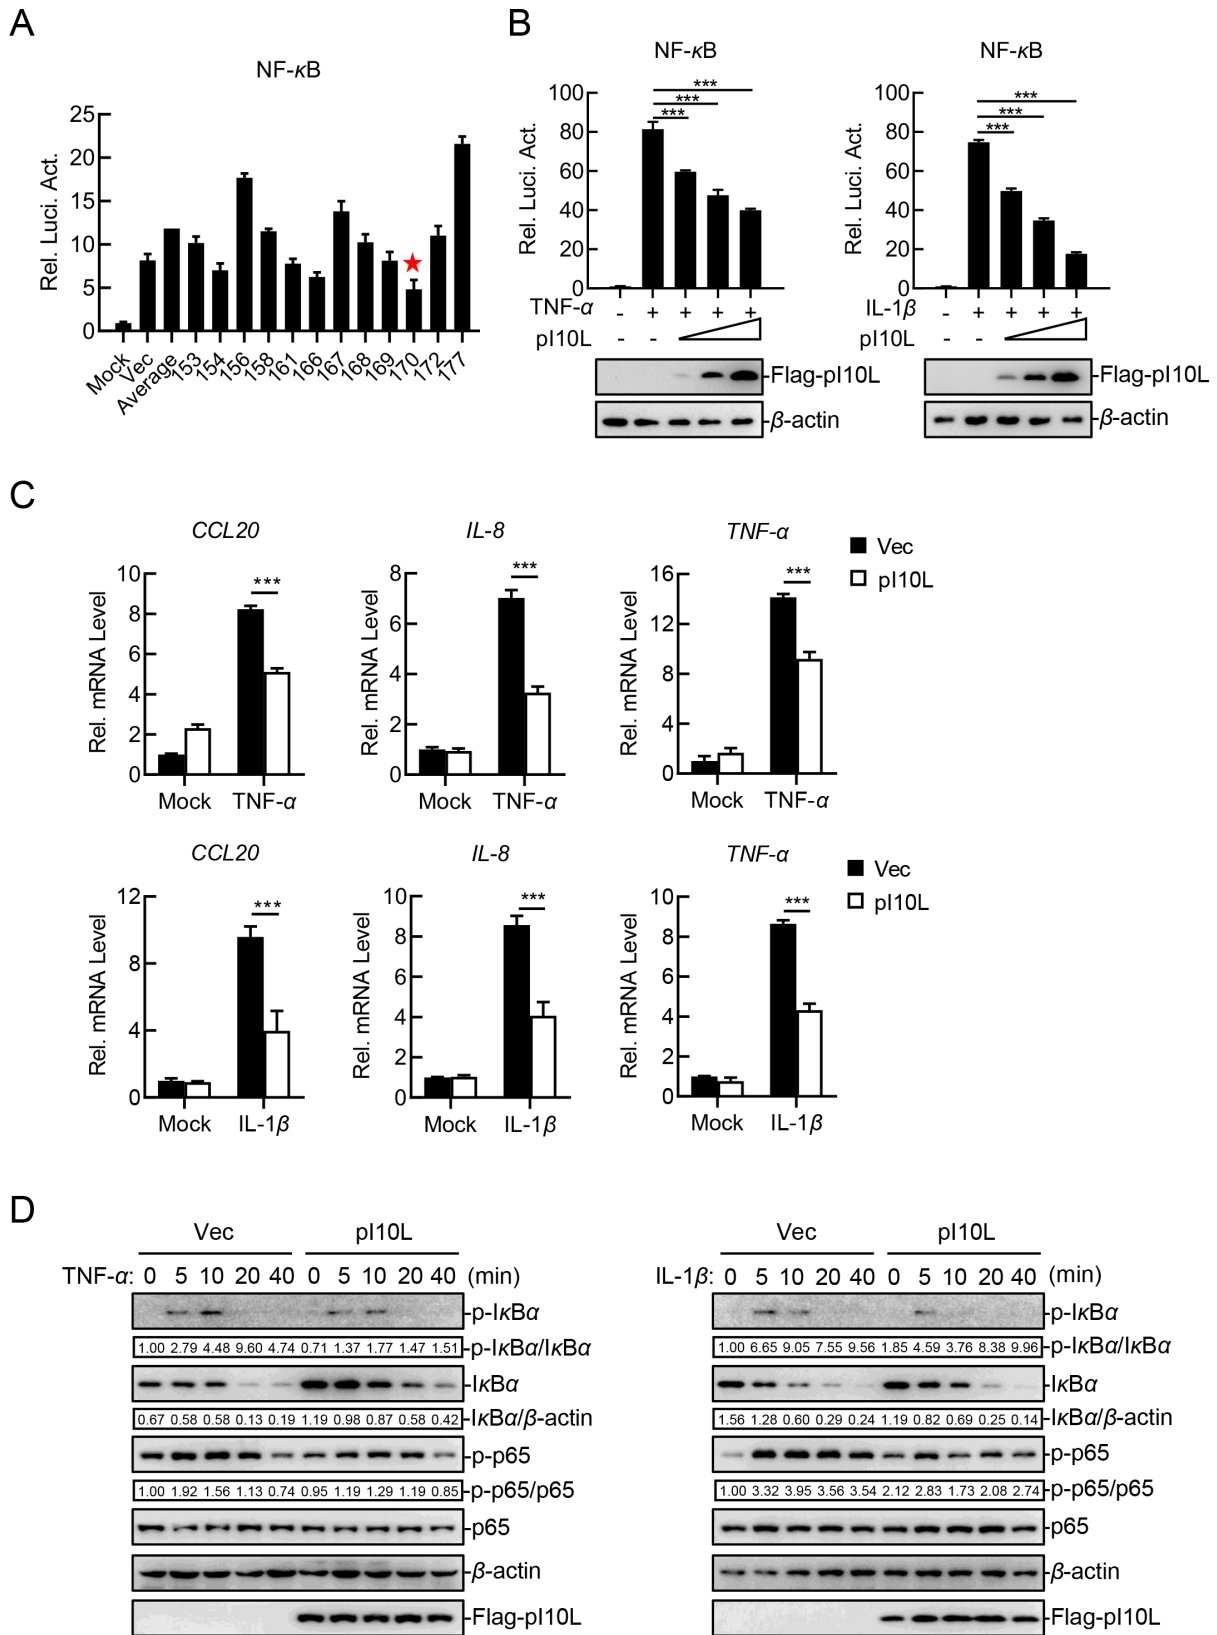 A
NF-κB
Rel. Luci. Act.
25
20
15
10
5
0
Mock
Vec
Average
153
154
156
158
161
166
167
168
169
170
172
177
B
NF-κB
Rel. Luci. Act.
100
80
60
40
20
0
***
***
***
TNF-α
- + + + +
pI10L
- -
Flag-pI10L
β-actin
NF-κB
Rel. Luci. Act.
100
80
60
40
20
0
***
***
***
IL-1β
- + + + +
pI10L
- -
Flag-pI10L
β-actin
C
CCL20
Rel. mRNA Level
10
8
6
4
2
0
***
Mock TNF-α
IL-8
Rel. mRNA Level
8
6
4
2
0
***
Mock TNF-α
TNF-α
Rel. mRNA Level
16
12
8
4
0
***
Mock TNF-α
Vec
pI10L
CCL20
Rel. mRNA Level
12
8
4
0
***
Mock IL-1β
IL-8
Rel. mRNA Level
10
8
6
4
2
0
***
Mock IL-1β
TNF-α
Rel. mRNA Level
10
8
6
4
2
0
***
Mock IL-1β
Vec
pI10L
D
Vec pI10L
TNF-α: 0 5 10 20 40 0 5 10 20 40 (min)
p-IκBα
1.00 2.79 4.48 9.60 4.74 0.71 1.37 1.77 1.47 1.51 p-IκBα/IκBα
IκBα
0.67 0.58 0.58 0.13 0.19 1.19 0.98 0.87 0.58 0.42 IκBα/β-actin
p-p65
1.00 1.92 1.56 1.13 0.74 0.95 1.19 1.29 1.19 0.85 p-p65/p65
p65
β-actin
Flag-pI10L
Vec pI10L
IL-1β: 0 5 10 20 40 0 5 10 20 40 (min)
p-IκBα
1.00 6.65 9.05 7.55 9.56 1.85 4.59 3.76 8.38 9.96 p-IκBα/IκBα
IκBα
1.56 1.28 0.60 0.29 0.24 1.19 0.82 0.69 0.25 0.14 IκBα/β-actin
p-p65
1.00 3.32 3.95 3.56 3.54 2.12 2.83 1.73 2.08 2.74 p-p65/p65
p65
β-actin
Flag-pI10L